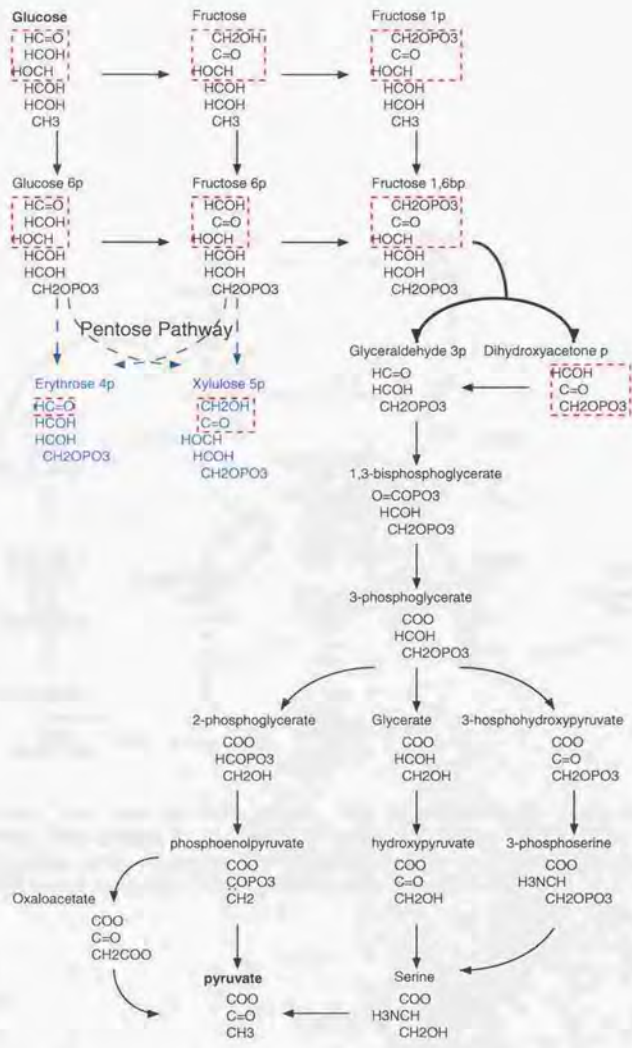 Glucose
HC=O
HCOH
HOCH
HCOH
HCOH
CH3
Fructose
CH2OH
C=O
HOCH
HCOH
HCOH
CH3
Fructose 1p
CH2OPO3
C=O
HOCH
HCOH
HCOH
CH3
Glucose 6p
HC=O
HCOH
HOCH
HCOH
HCOH
CH2OPO3
Fructose 6p
HCOH
C=O
HOCH
HCOH
HCOH
CH2OPO3
Fructose 1,6bp
CH2OPO3
C=O
HOCH
HCOH
HCOH
CH2OPO3
Pentose Pathway
Erythrose 4p
HC=O
HCOH
HCOH
CH2OPO3
Xylulose 5p
CH2OH
C=O
HOCH
HCOH
CH2OPO3
Glyceraldehyde 3p
HC=O
HCOH
CH2OPO3
Dihydroxyacetone p
HCOH
C=O
CH2OPO3
1,3-bisphosphoglycerate
O=COPO3
HCOH
CH2OPO3
3-phosphoglycerate
COO
HCOH
CH2OPO3
2-phosphoglycerate
COO
HCOPO3
CH2OH
Glycerate
COO
HCOH
CH2OH
3-hosphohydroxypyruvate
COO
C=O
CH2OPO3
phosphoenolpyruvate
COO
COPO3
CH2
hydroxypyruvate
COO
C=O
CH2OH
3-phosphoserine
COO
H3NCH
CH2OPO3
Oxaloacetate
COO
C=O
CH2COO
pyruvate
COO
C=O
CH3
Serine
COO
H3NCH
CH2OH